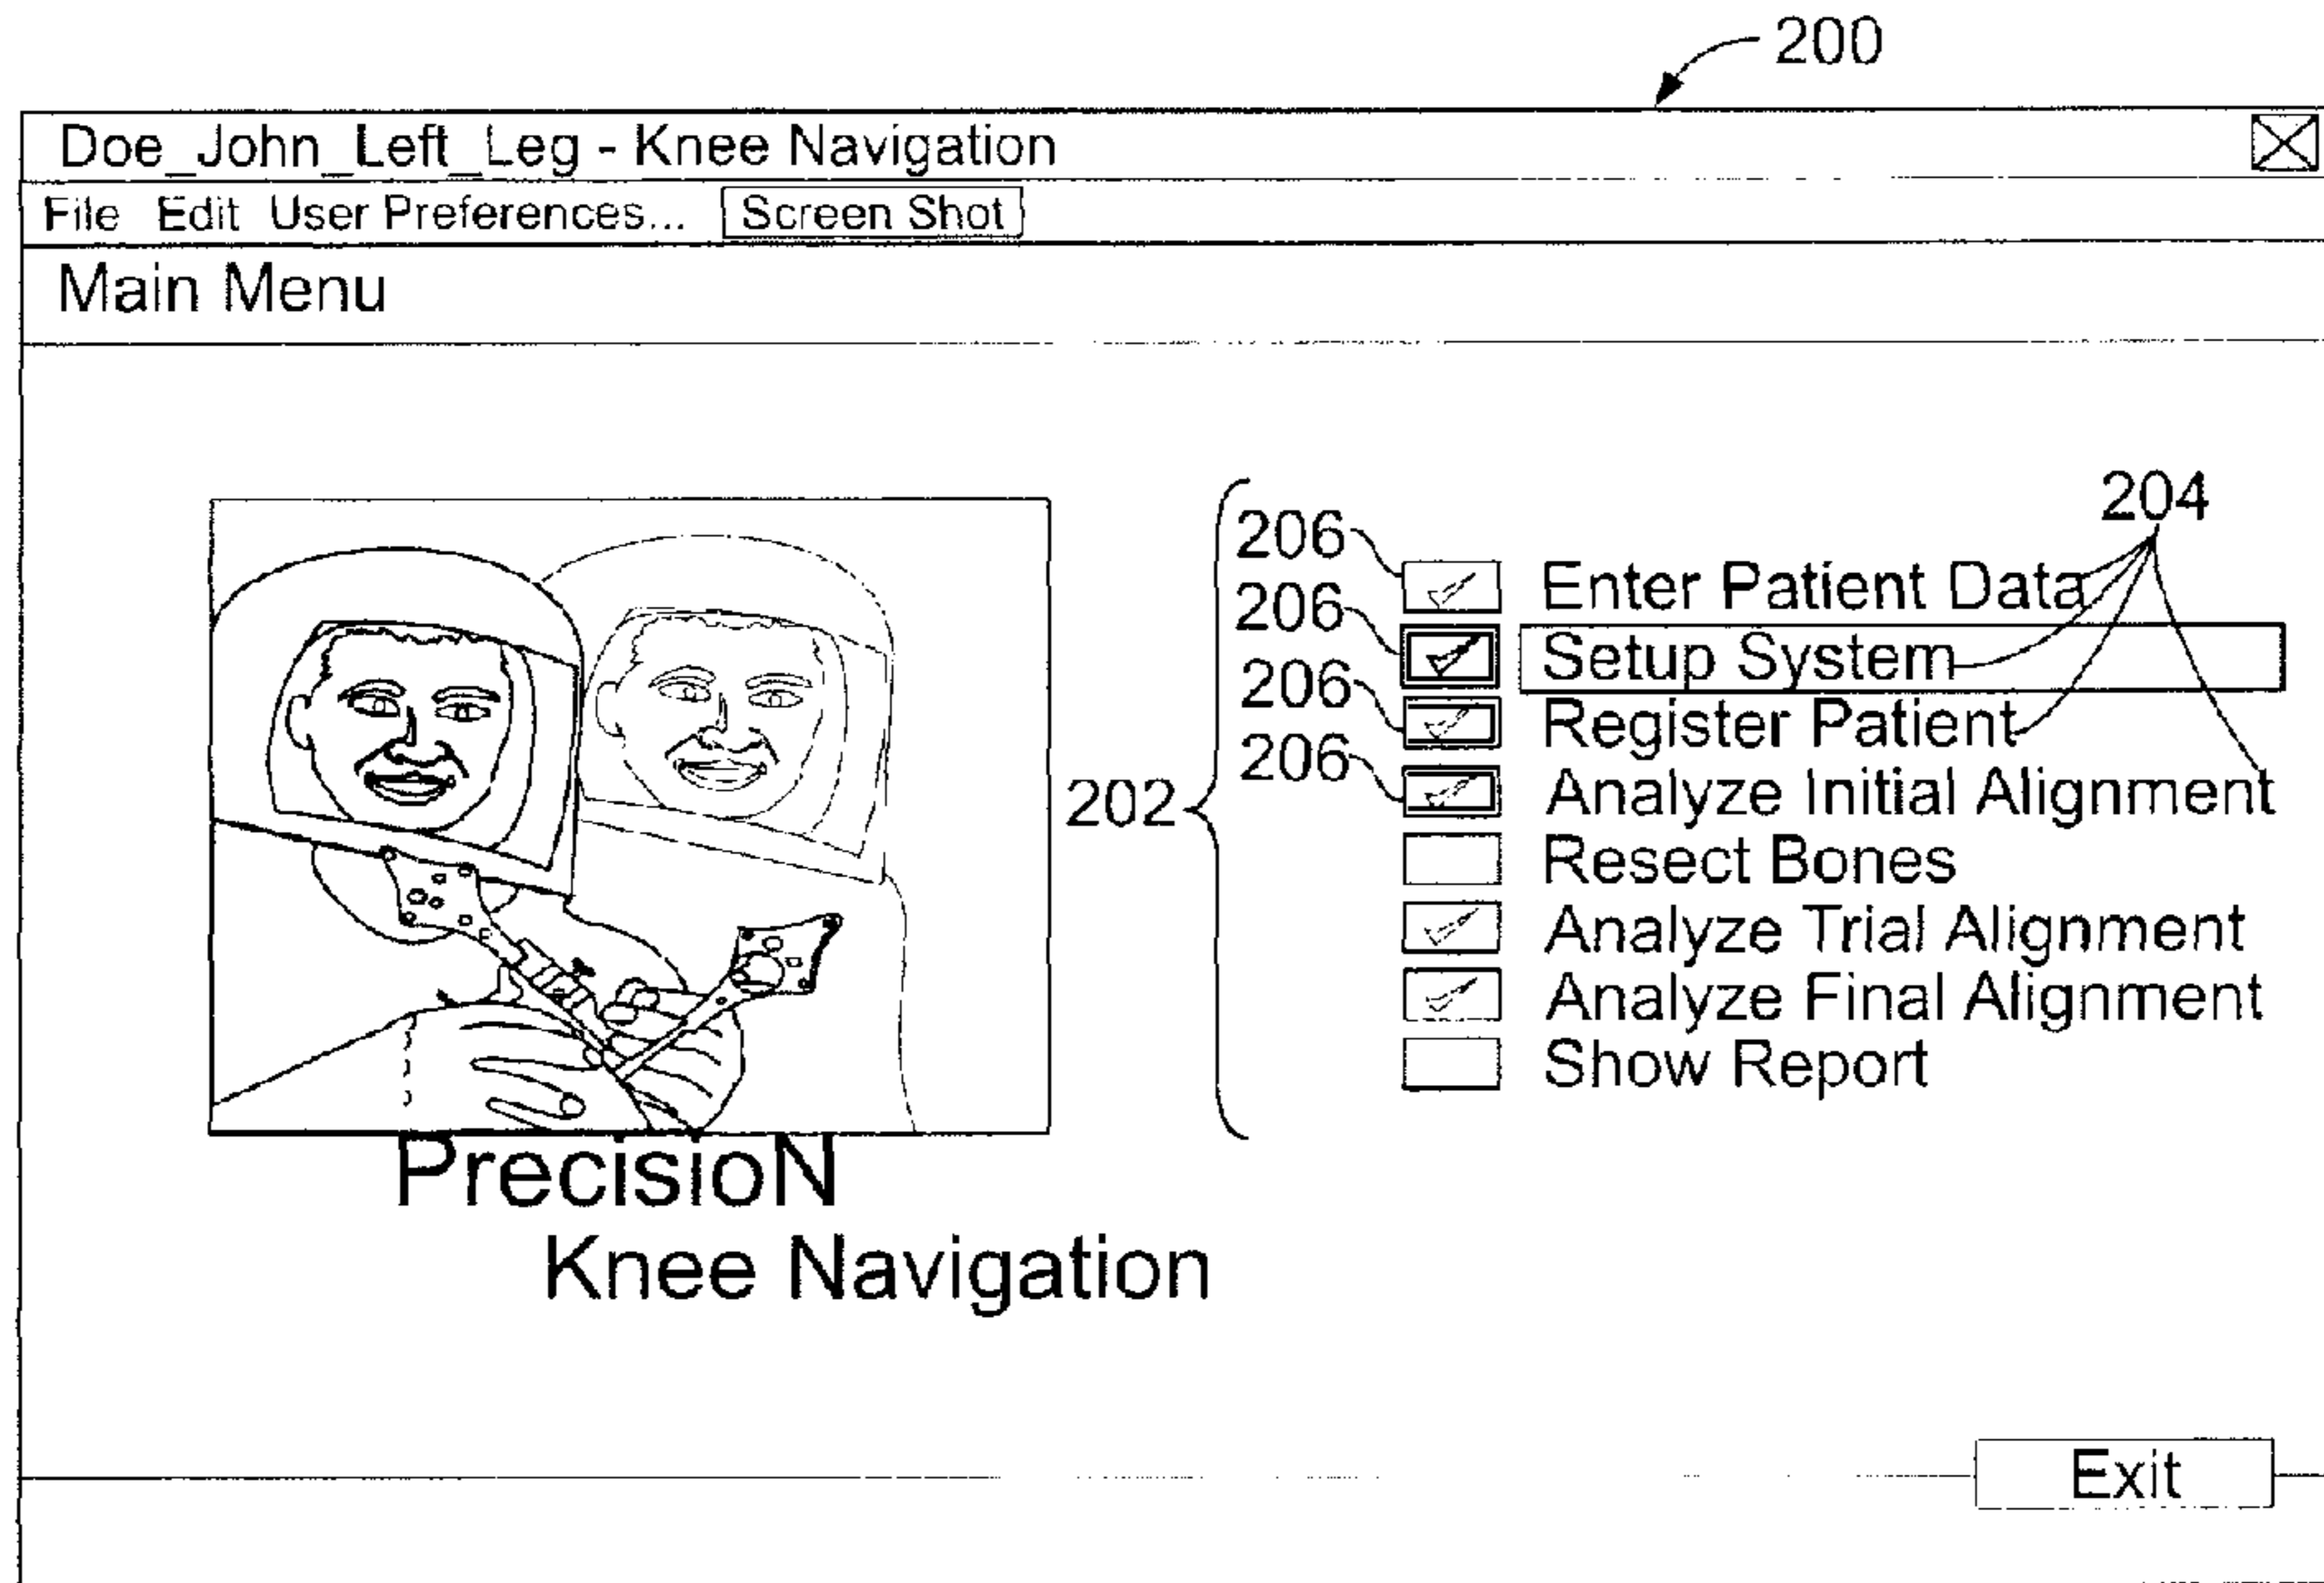 200
Doe_John_Left_Leg - Knee Navigation
File Edit User Preferences... Screen Shot
Main Menu
204
206 Enter Patient Data
206 Setup System
206 Register Patient
206 Analyze Initial Alignment
202
Resect Bones
Analyze Trial Alignment
Analyze Final Alignment
Show Report
PrecisioN
Knee Navigation
Exit